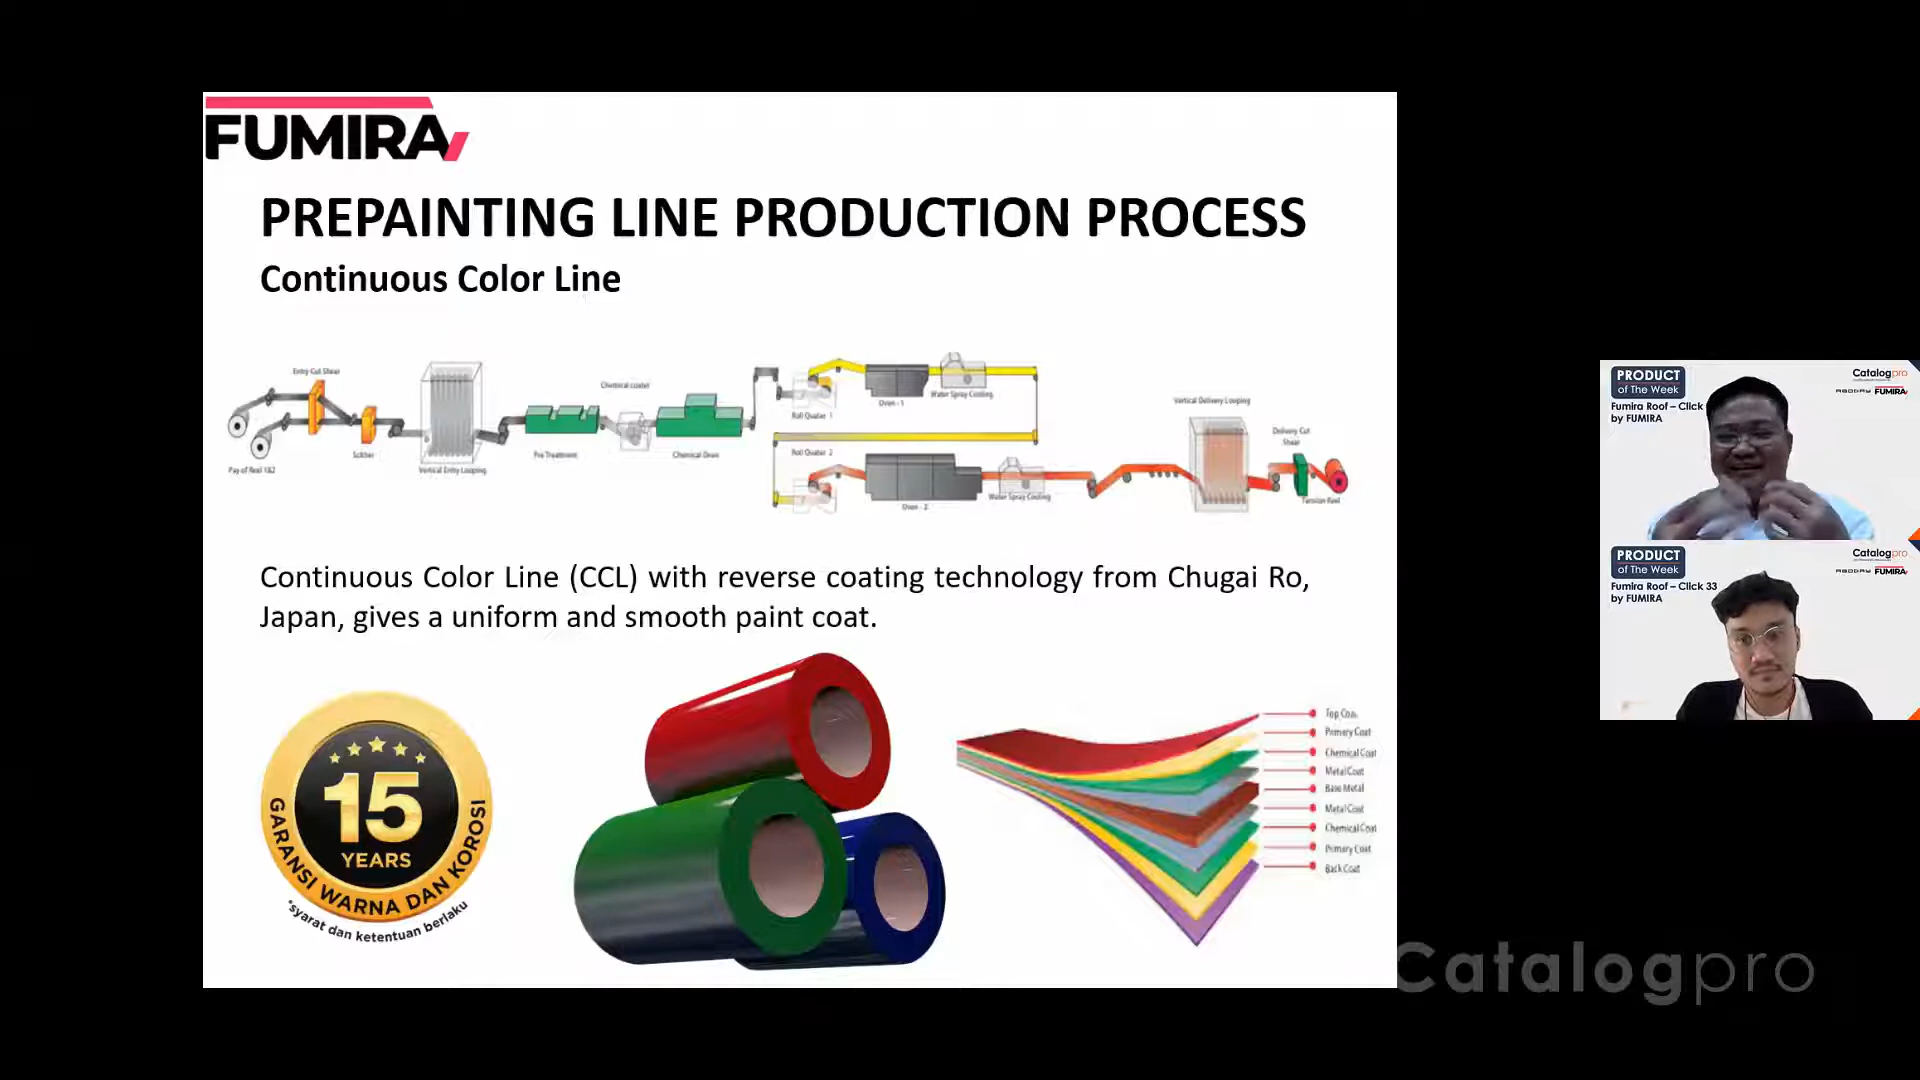 FUMIRA
PREPAINTING LINE PRODUCTION PROCESS
Continuous Color Line
Entry Cut Shear
Pay of Reel 1&2
Vertical Entry Looping
Pre Treatment
Chemical coater
Chemical Drier
Roll Quater 1
Oven - 1
Water Spray Cooling
Roll Quater 2
Oven - 2
Water Spray Cooling
Vertical Delivery Looping
Delivery Cut
Shear
Tension Reel
Continuous Color Line (CCL) with reverse coating technology from Chugai Ro,
Japan, gives a uniform and smooth paint coat.
15
YEARS
GARANSI WARNA DAN KOROSI
*syarat dan ketentuan berlaku
Top Coat
Primary Coat
Chemical Coat
Metal Coat
Base Metal
Metal Coat
Chemical Coat
Primary Coat
Back Coat
PRODUCT
of The Week
Fumira Roof – Click
by FUMIRA
Catalogpro
FUMIRA
PRODUCT
of The Week
Fumira Roof – Click 33
by FUMIRA
Catalogpro
FUMIRA
Catalogpro